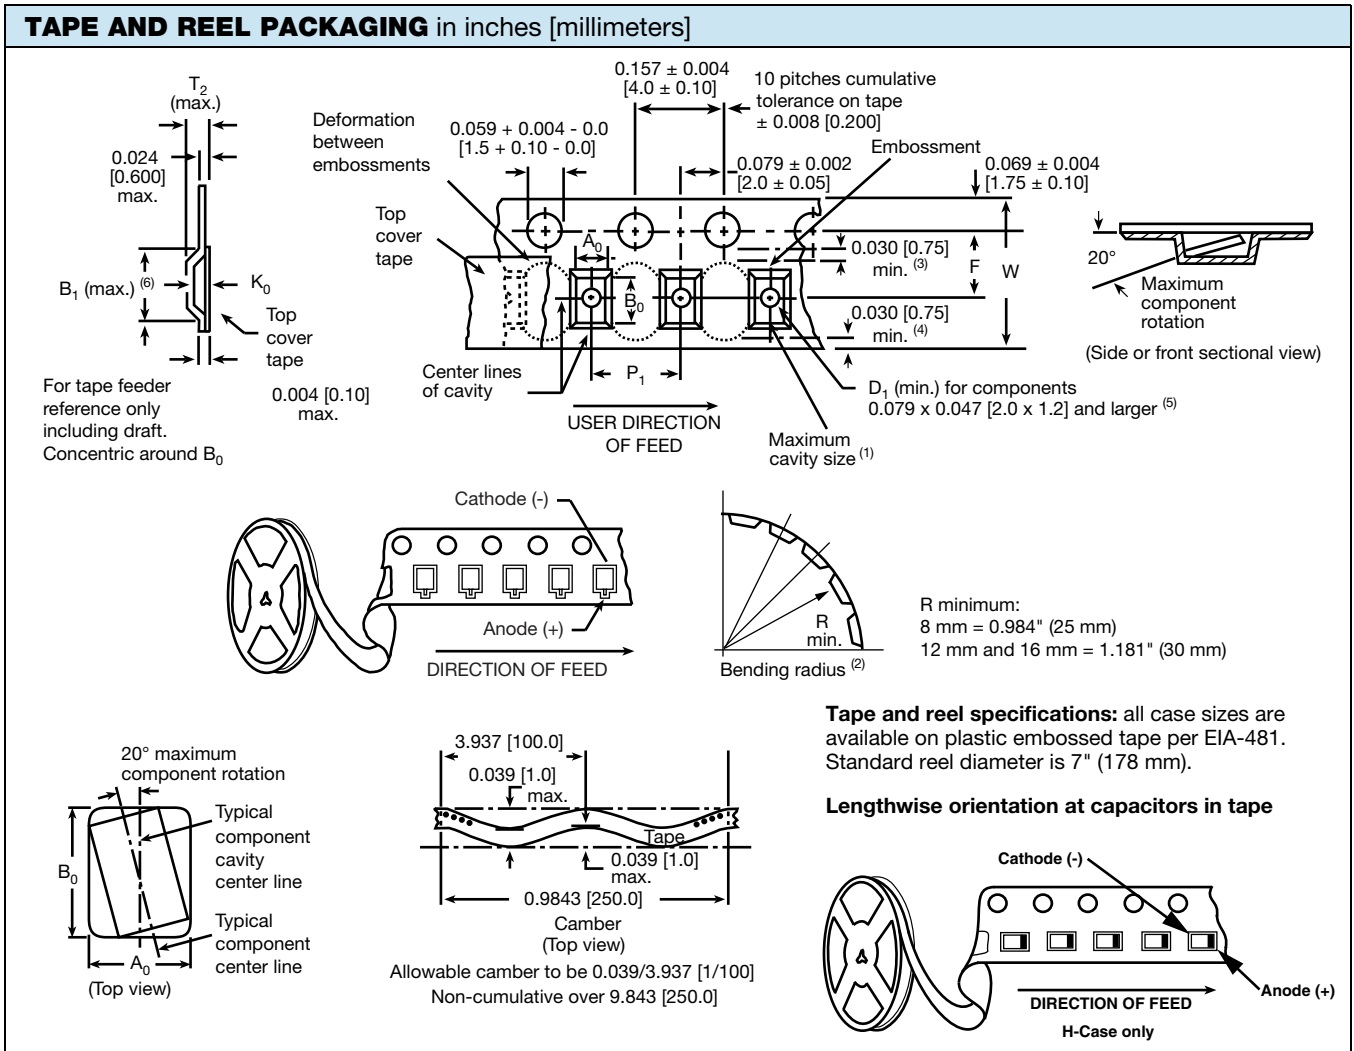 TAPE AND REEL PACKAGING in inches [millimeters]
T2
(max.)
0.024
[0.600]
max.
B1 (max.) (6)
K0
Top
cover
tape
0.004 [0.10]
max.
For tape feeder
reference only
including draft.
Concentric around B0
Deformation
between
embossments
Top
cover
tape
0.059 + 0.004 - 0.0
[1.5 + 0.10 - 0.0]
0.157 ± 0.004
[4.0 ± 0.10]
10 pitches cumulative
tolerance on tape
± 0.008 [0.200]
0.079 ± 0.002
[2.0 ± 0.05]
Embossment
0.069 ± 0.004
[1.75 ± 0.10]
A0
B0
0.030 [0.75]
min. (3)
F
W
0.030 [0.75]
min. (4)
Center lines
of cavity
P1
USER DIRECTION
OF FEED
D1 (min.) for components
0.079 x 0.047 [2.0 x 1.2] and larger (5)
Maximum
cavity size (1)
20°
Maximum
component
rotation
(Side or front sectional view)
Cathode (-)
Anode (+)
DIRECTION OF FEED
R
min.
Bending radius (2)
R minimum:
8 mm = 0.984" (25 mm)
12 mm and 16 mm = 1.181" (30 mm)
20° maximum
component rotation
Typical
component
cavity
center line
B0
Typical
component
center line
A0
(Top view)
3.937 [100.0]
0.039 [1.0]
max.
Tape
0.039 [1.0]
max.
0.9843 [250.0]
Camber
(Top view)
Allowable camber to be 0.039/3.937 [1/100]
Non-cumulative over 9.843 [250.0]
Tape and reel specifications: all case sizes are
available on plastic embossed tape per EIA-481.
Standard reel diameter is 7" (178 mm).
Lengthwise orientation at capacitors in tape
Cathode (-)
Anode (+)
DIRECTION OF FEED
H-Case only